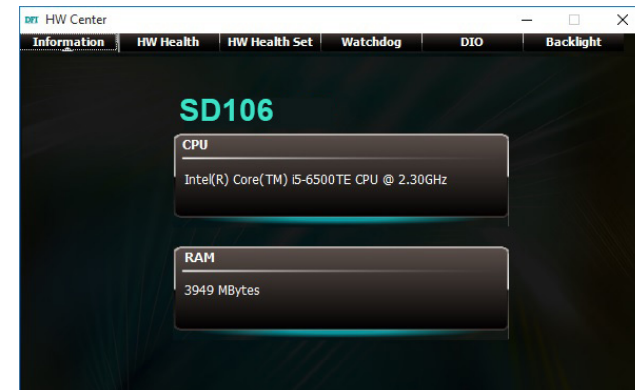 DFI HW Center
Information HW Health HW Health Set Watchdog DIO Backlight
SD106
CPU
Intel(R) Core(TM) i5-6500TE CPU @ 2.30GHz
RAM
3949 MBytes